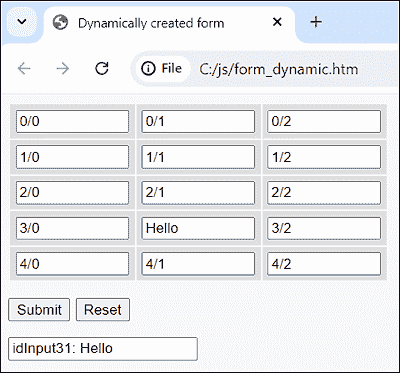 Dynamically created form
File C:/js/form_dynamic.htm
0/0 0/1 0/2
1/0 1/1 1/2
2/0 2/1 2/2
3/0 Hello 3/2
4/0 4/1 4/2
Submit Reset
idInput31: Hello